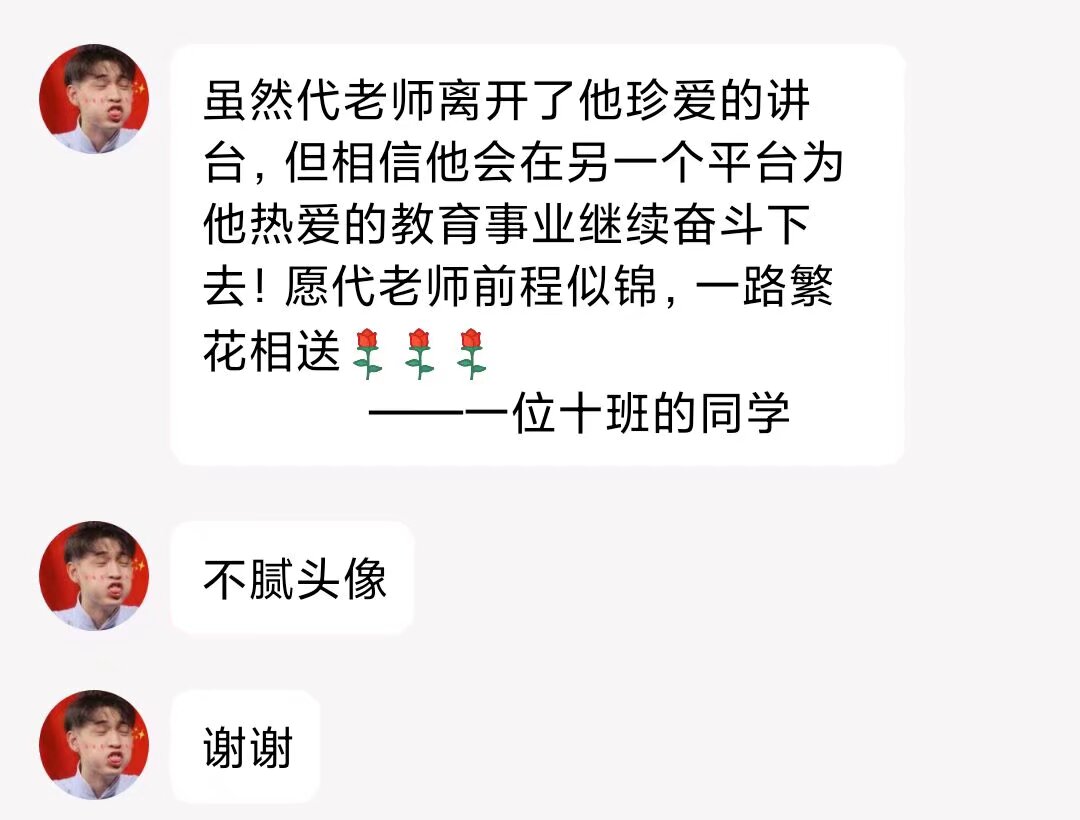 虽然代老师离开了他珍爱的讲
台，但相信他会在另一个平台为
他热爱的教育事业继续奋斗下
去！愿代老师前程似锦，一路繁
花相送🌹🌹🌹
——一位十班的同学
不腻头像
谢谢